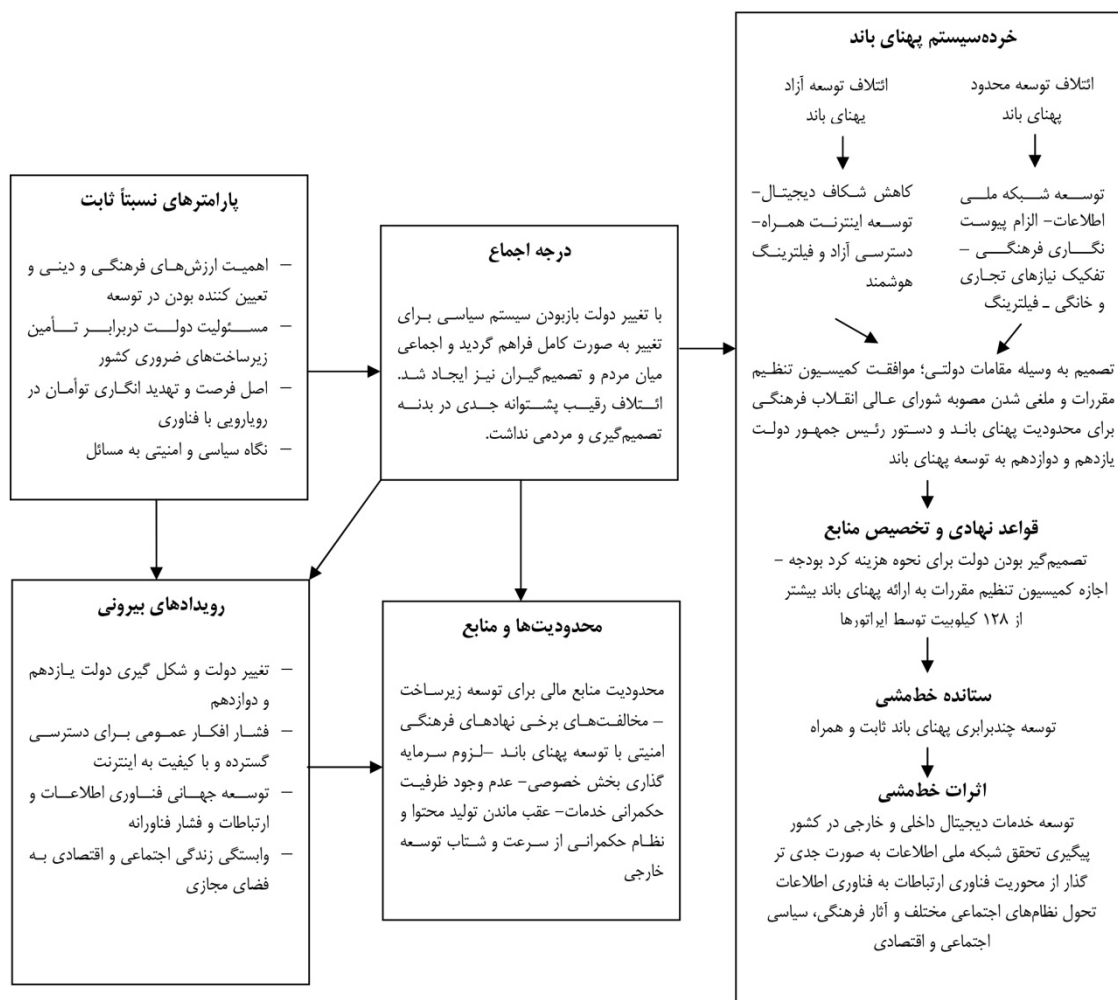 خرده‌سیستم پهنای باند
ائتلاف توسعه محدود
پهنای باند
ائتلاف توسعه آزاد
پهنای باند
توسعه شبکه ملی
اطلاعات- الزام پیوست
نگاری فرهنگی –
تفکیک نیازهای تجاری
و خانگی – فیلترینگ
کاهش شکاف دیجیتال-
توسعه اینترنت همراه-
دسترسی آزاد و فیلترینگ
هوشمند
تصمیم به وسیله مقامات دولتی؛ موافقت کمیسیون تنظیم
مقررات و ملغی شدن مصوبه شورای عالی انقلاب فرهنگی
برای محدودیت پهنای باند و دستور رئیس جمهور دولت
یازدهم و دوازدهم به توسعه پهنای باند
قواعد نهادی و تخصیص منابع
تصمیم‌گیر بودن دولت برای نحوه هزینه کرد بودجه –
اجازه کمیسیون تنظیم مقررات به ارائه پهنای باند بیشتر
از ۱۲۸ کیلوبیت توسط اپراتورها
ستانده خط‌مشی
توسعه چندبرابری پهنای باند ثابت و همراه
اثرات خط‌مشی
توسعه خدمات دیجیتال داخلی و خارجی در کشور
پیگیری تحقق شبکه ملی اطلاعات به صورت جدی تر
گذار از محوریت فناوری ارتباطات به فناوری اطلاعات
تحول نظام‌های اجتماعی مختلف و آثار فرهنگی، سیاسی
اجتماعی و اقتصادی
درجه اجماع
با تغییر دولت بازبودن سیستم سیاسی برای
تغییر به صورت کامل فراهم گردید و اجماعی
میان مردم و تصمیم‌گیران نیز ایجاد شد.
ائتلاف رقیب پشتوانه جدی در بدنه
تصمیم‌گیری و مردمی نداشت.
پارامترهای نسبتاً ثابت
– اهمیت ارزش‌های فرهنگی و دینی و
تعیین کننده بودن در توسعه
– مسئولیت دولت دربرابر تأمین
زیرساخت‌های ضروری کشور
– اصل فرصت و تهدید انگاری توأمان در
رویارویی با فناوری
– نگاه سیاسی و امنیتی به مسائل
رویدادهای بیرونی
– تغییر دولت و شکل گیری دولت یازدهم
و دوازدهم
– فشار افکار عمومی برای دسترسی
گسترده و با کیفیت به اینترنت
– توسعه جهانی فناوری اطلاعات و
ارتباطات و فشار فناورانه
– وابستگی زندگی اجتماعی و اقتصادی به
فضای مجازی
محدودیت‌ها و منابع
محدودیت منابع مالی برای توسعه زیرساخت
– مخالفت‌های برخی نهادهای فرهنگی
امنیتی با توسعه پهنای باند –لزوم سرمایه
گذاری بخش خصوصی- عدم وجود ظرفیت
حکمرانی خدمات- عقب ماندن تولید محتوا و
نظام حکمرانی از سرعت و شتاب توسعه
خارجی